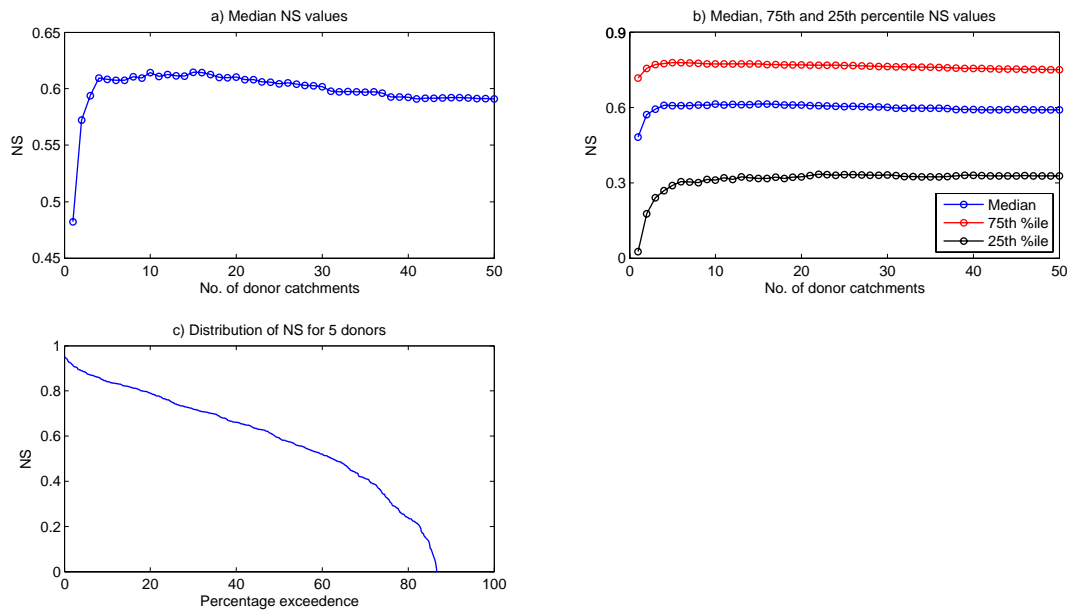 a) Median NS values
0.65
0.6
0.55
0.5
0.45
NS
0 10 20 30 40 50
No. of donor catchments
b) Median, 75th and 25th percentile NS values
0.9
0.6
0.3
0
NS
Median
75th %ile
25th %ile
0 10 20 30 40 50
No. of donor catchments
c) Distribution of NS for 5 donors
1
0.8
0.6
0.4
0.2
0
NS
0 20 40 60 80 100
Percentage exceedence